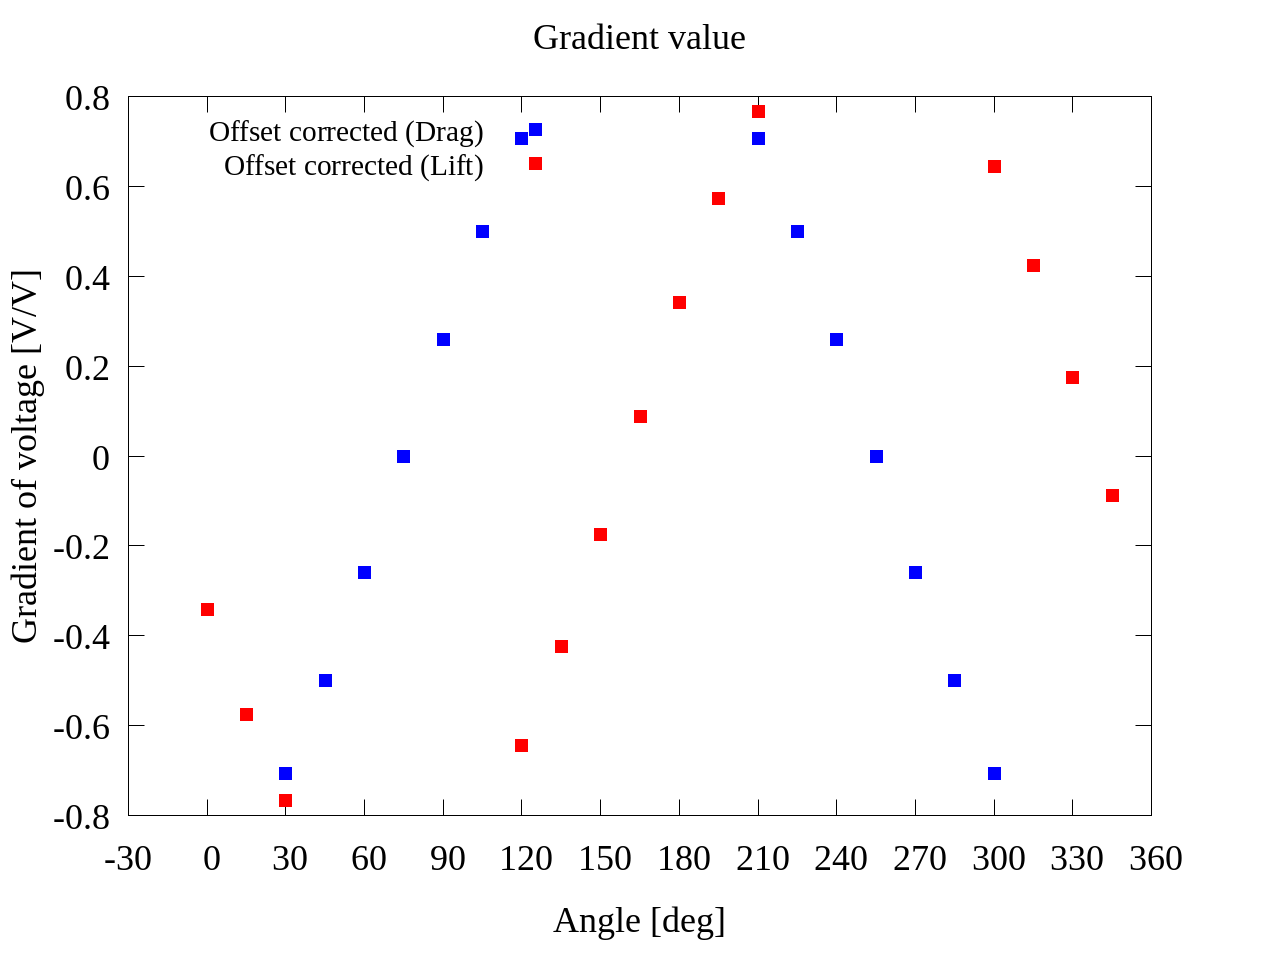 Gradient value
Offset corrected (Drag)
Offset corrected (Lift)
Gradient of voltage [V/V]
0.8
0.6
0.4
0.2
0
-0.2
-0.4
-0.6
-0.8
-30 0 30 60 90 120 150 180 210 240 270 300 330 360
Angle [deg]